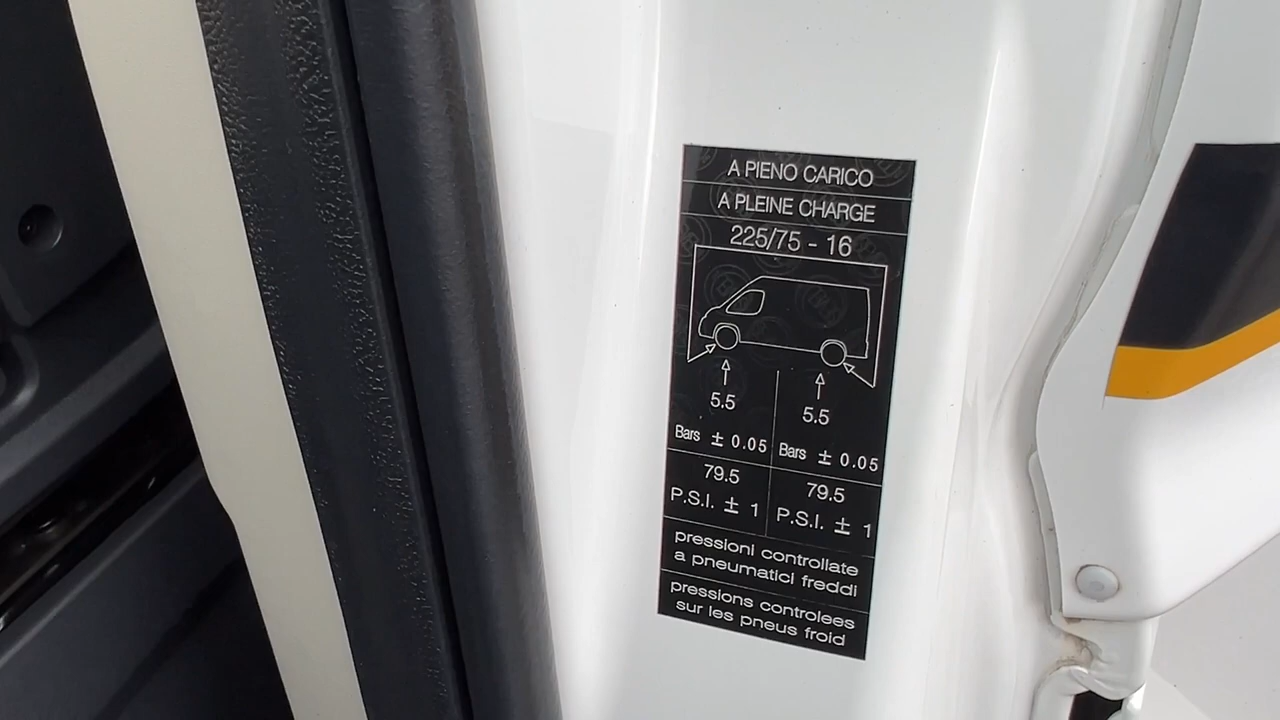 A PIENO CARICO
A PLEINE CHARGE
225/75 - 16
5.5 5.5
Bars ± 0.05 Bars ± 0.05
79.5 79.5
P.S.I. ± 1 P.S.I. ± 1
pressioni controllate
a pneumatici freddi
pressions controlees
sur les pneus froid